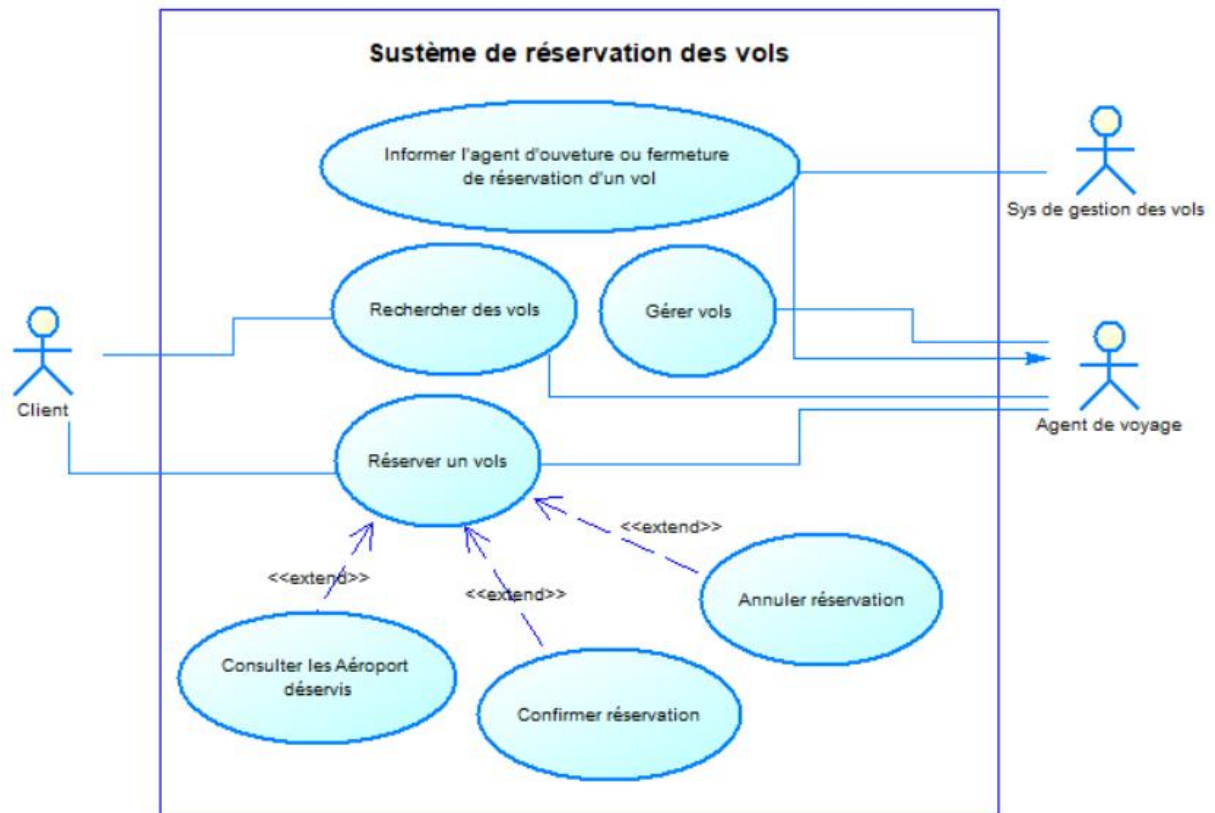 Sustème de réservation des vols
Informer l'agent d'ouveture ou fermeture
de réservation d'un vol
Sys de gestion des vols
Rechercher des vols
Gérer vols
Client
Agent de voyage
Réserver un vols
<<extend>>
<<extend>>
<<extend>>
Annuler réservation
Consulter les Aéroport
déservis
Confirmer réservation